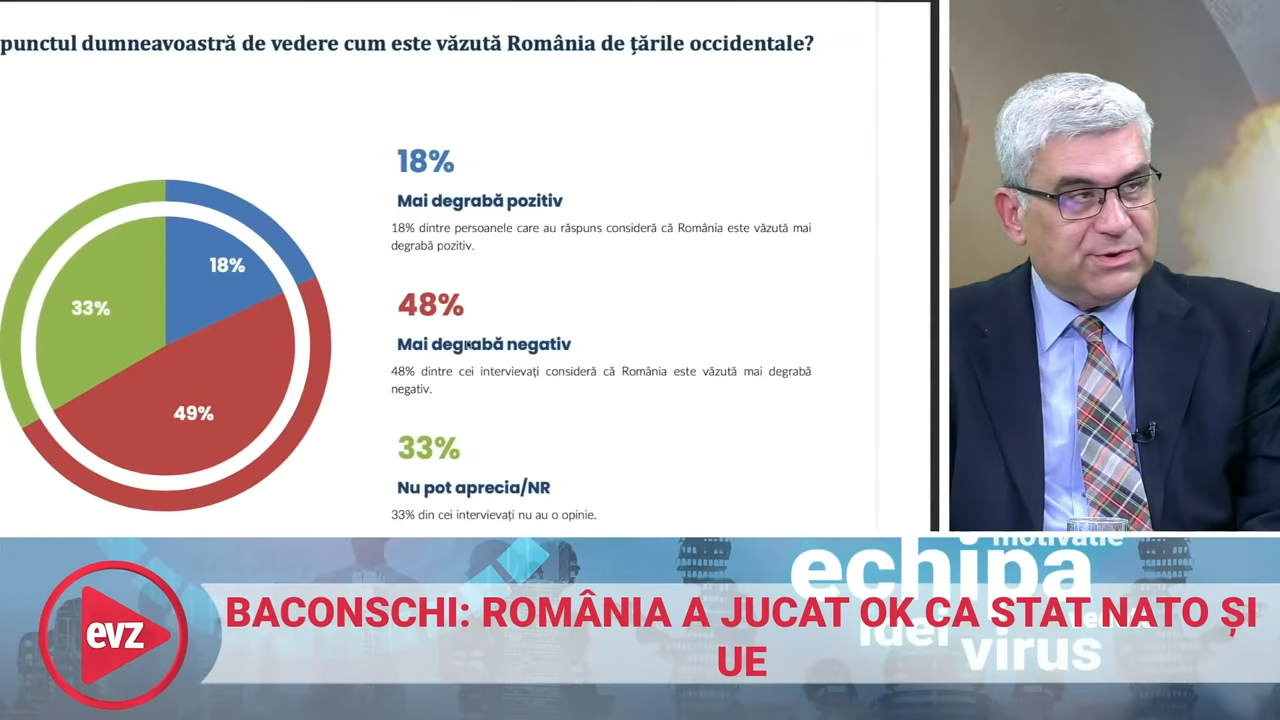 punctul dumneavoastră de vedere cum este văzută România de țările occidentale?
18%
Mai degrabă pozitiv
18% dintre persoanele care au răspuns consideră că România este văzută mai
degrabă pozitiv.
48%
Mai degrabă negativ
48% dintre cei intervievați consideră că România este văzută mai degrabă
negativ.
33%
Nu pot aprecia/NR
33% din cei intervievați nu au o opinie.
18%
33%
49%
motivatie
echipa
idei
virus
evz
BACONSCHI: ROMÂNIA A JUCAT OK CA STAT NATO ȘI
UE